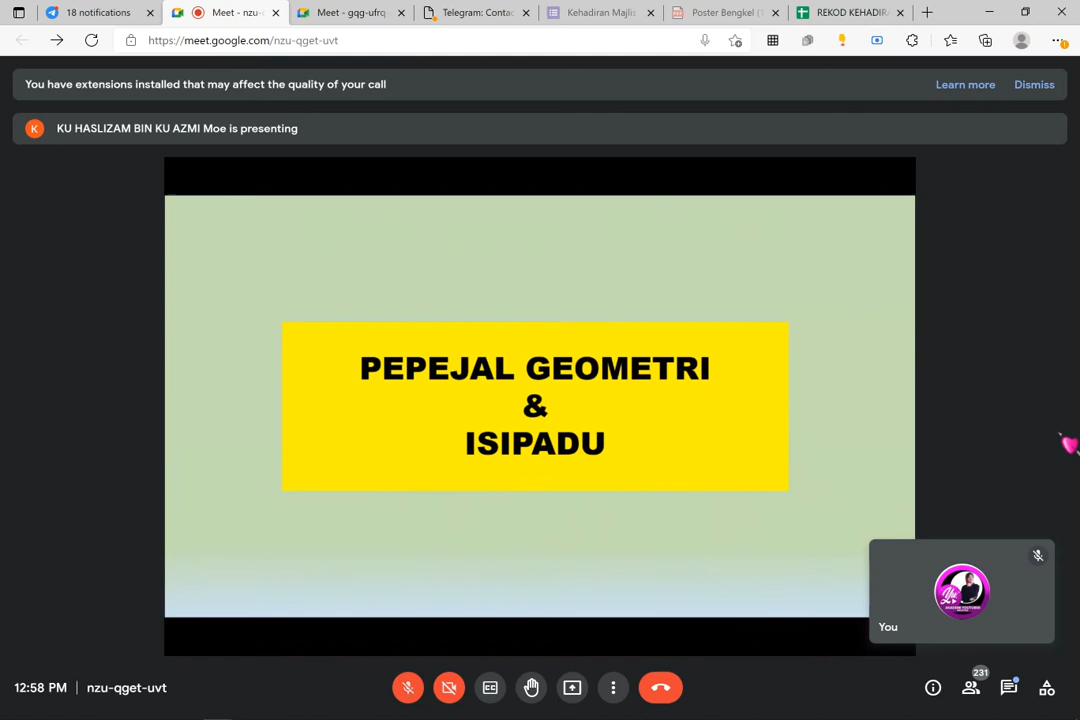 18 notifications
Meet - nzu-
Meet - gqg-ufrq
Telegram: Contac
Kehadiran Majlis
Poster Bengkel (1
REKOD KEHADIRA
https://meet.google.com/nzu-qget-uvt
You have extensions installed that may affect the quality of your call
Learn more
Dismiss
K
KU HASLIZAM BIN KU AZMI Moe is presenting
PEPEJAL GEOMETRI
&
ISIPADU
You
12:58 PM | nzu-qget-uvt
231